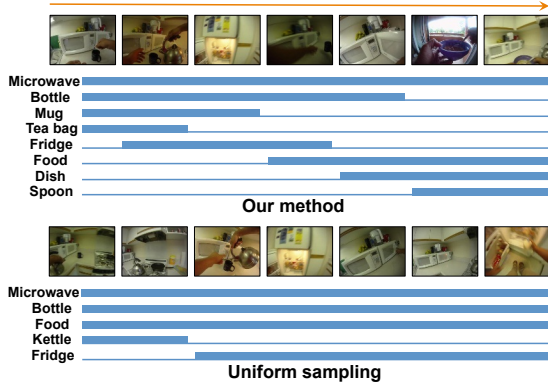 Microwave
Bottle
Mug
Tea bag
Fridge
Food
Dish
Spoon
Our method
Microwave
Bottle
Food
Kettle
Fridge
Uniform sampling